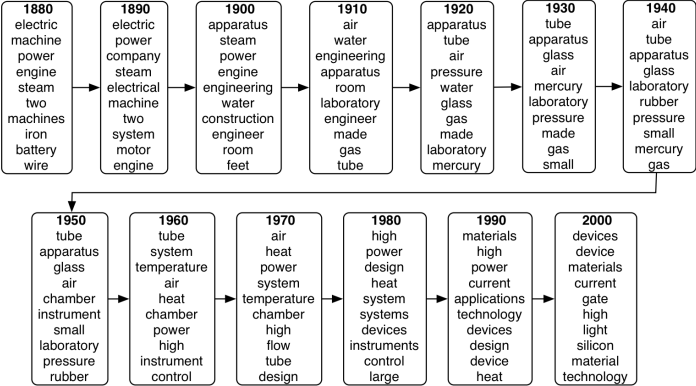 1880
electric
machine
power
engine
steam
two
machines
iron
battery
wire
1890
electric
power
company
steam
electrical
machine
two
system
motor
engine
1900
apparatus
steam
power
engine
engineering
water
construction
engineer
room
feet
1910
air
water
engineering
apparatus
room
laboratory
engineer
made
gas
tube
1920
apparatus
tube
air
pressure
water
glass
gas
made
laboratory
mercury
1930
tube
apparatus
glass
air
mercury
laboratory
pressure
made
gas
small
1940
air
tube
apparatus
glass
laboratory
rubber
pressure
small
mercury
gas
1950
tube
apparatus
glass
air
chamber
instrument
small
laboratory
pressure
rubber
1960
tube
system
temperature
air
heat
chamber
power
high
instrument
control
1970
air
heat
power
system
temperature
chamber
high
flow
tube
design
1980
high
power
design
heat
system
systems
devices
instruments
control
large
1990
materials
high
power
current
applications
technology
devices
design
device
heat
2000
devices
device
materials
current
gate
high
light
silicon
material
technology